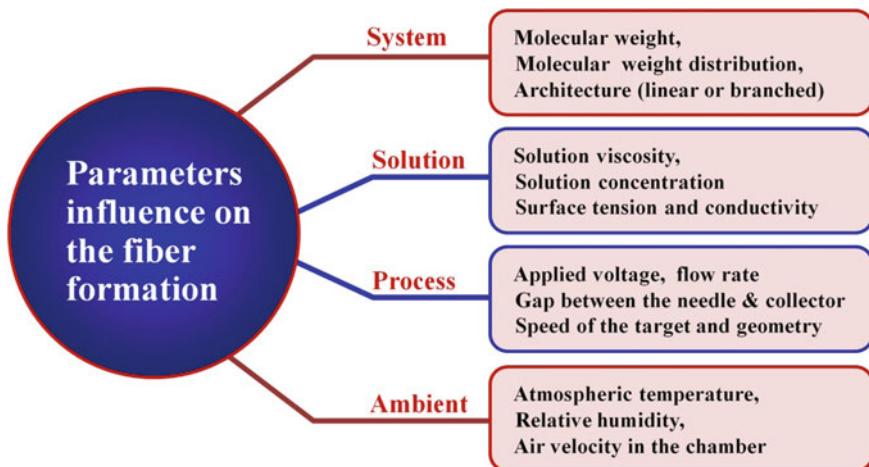 Parameters
influence on
the fiber
formation
System
Molecular weight,
Molecular weight distribution,
Architecture (linear or branched)
Solution
Solution viscosity,
Solution concentration
Surface tension and conductivity
Process
Applied voltage, flow rate
Gap between the needle & collector
Speed of the target and geometry
Ambient
Atmospheric temperature,
Relative humidity,
Air velocity in the chamber